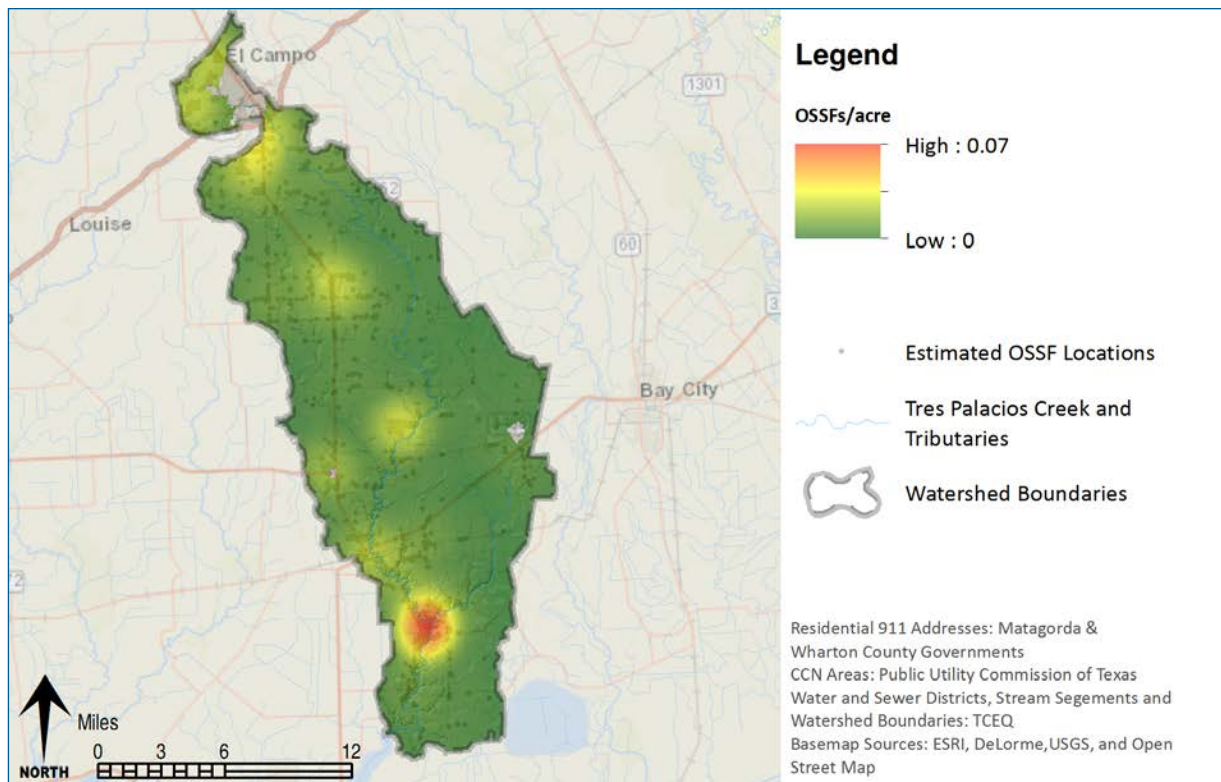 El Campo
1301
2
Louise
60
3
Bay City
72
Miles
0 3 6 12
NORTH
Legend
OSSFs/acre
High : 0.07
Low : 0
Estimated OSSF Locations
Tres Palacios Creek and
Tributaries
Watershed Boundaries
Residential 911 Addresses: Matagorda &
Wharton County Governments
CCN Areas: Public Utility Commission of Texas
Water and Sewer Districts, Stream Segements and
Watershed Boundaries: TCEQ
Basemap Sources: ESRI, DeLorme,USGS, and Open
Street Map